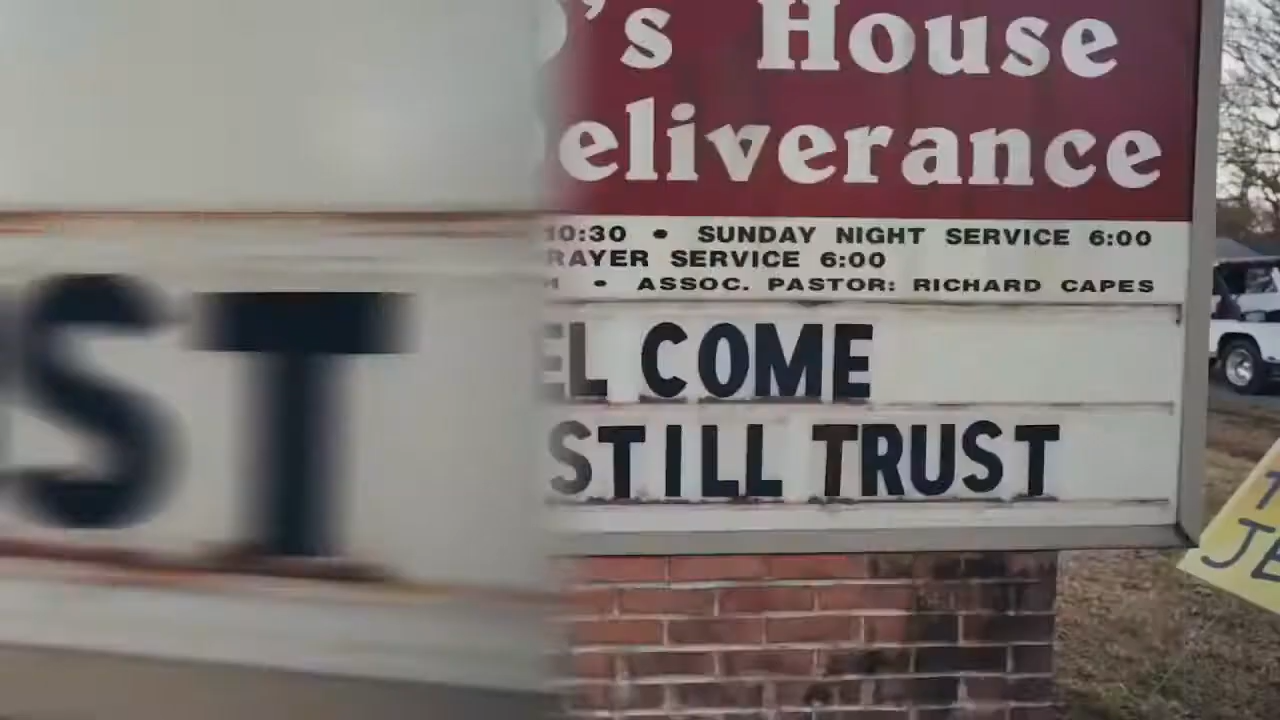 's House
eliverance
10:30 • SUNDAY NIGHT SERVICE 6:00
RAYER SERVICE 6:00
• ASSOC. PASTOR: RICHARD CAPES
EL COME
STILL TRUST
ST
JE